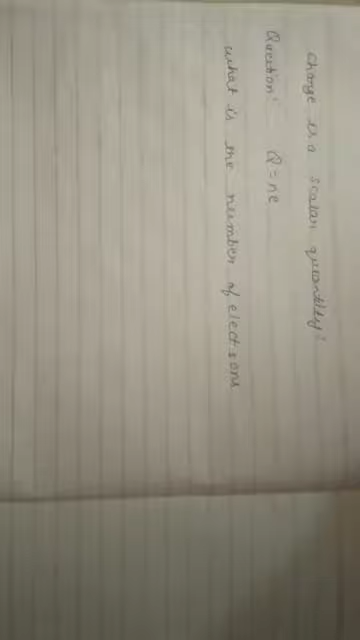 Charge is a scalar quantity?
Question: Q = ne
what is the number of electrons